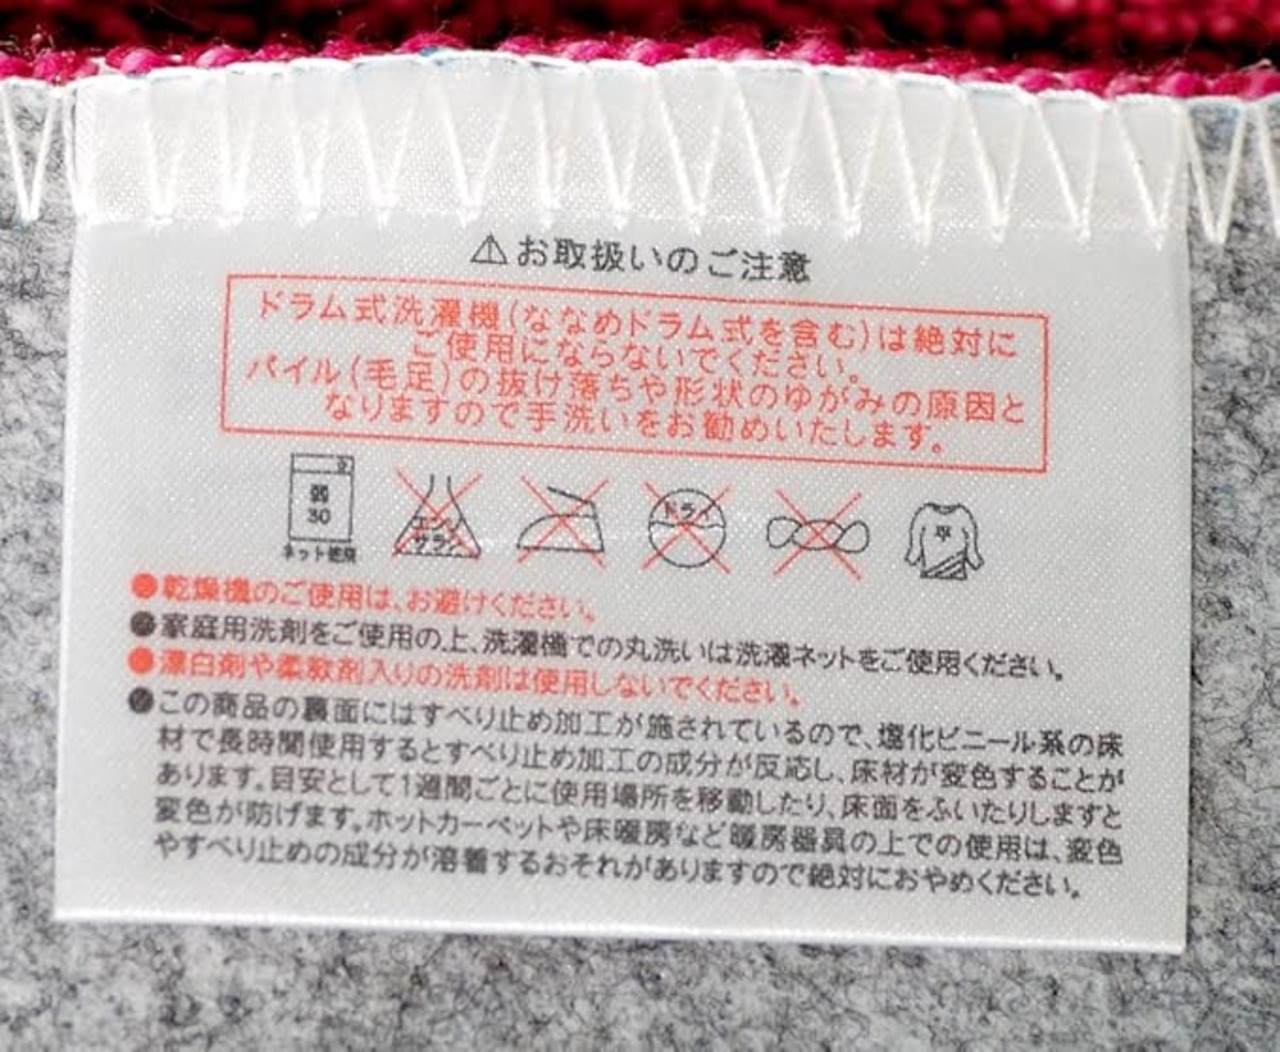 ⚠お取扱いのご注意
ドラム式洗濯機(ななめドラム式を含む)は絶対に
ご使用にならないでください。
パイル(毛足)の抜け落ちや形状のゆがみの原因と
なりますので手洗いをお勧めいたします。
弱
30
ネット使用
エンソ
サラシ
ドライ
平
●乾燥機のご使用は、お避けください。
●家庭用洗剤をご使用の上、洗濯機での丸洗いは洗濯ネットをご使用ください。
●漂白剤や柔軟剤入りの洗剤は使用しないでください。
●この商品の裏面にはすべり止め加工が施されているので、塩化ビニール系の床
材で長時間使用するとすべり止め加工の成分が反応し、床材が変色することが
あります。目安として1週間ごとに使用場所を移動したり、床面をふいたりしますと
変色が防げます。ホットカーペットや床暖房など暖房器具の上での使用は、変色
やすべり止めの成分が溶着するおそれがありますので絶対におやめください。